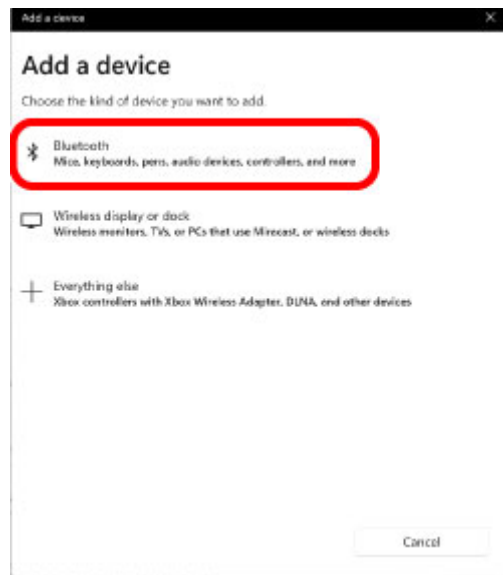 Add a device
Add a device
Choose the kind of device you want to add.
Bluetooth
Mice, keyboards, pens, audio devices, controllers, and more
Wireless display or dock
Wireless monitors, TVs, or PCs that use Miracast, or wireless docks
Everything else
Xbox controllers with Xbox Wireless Adapter, DLNA, and other devices
Cancel